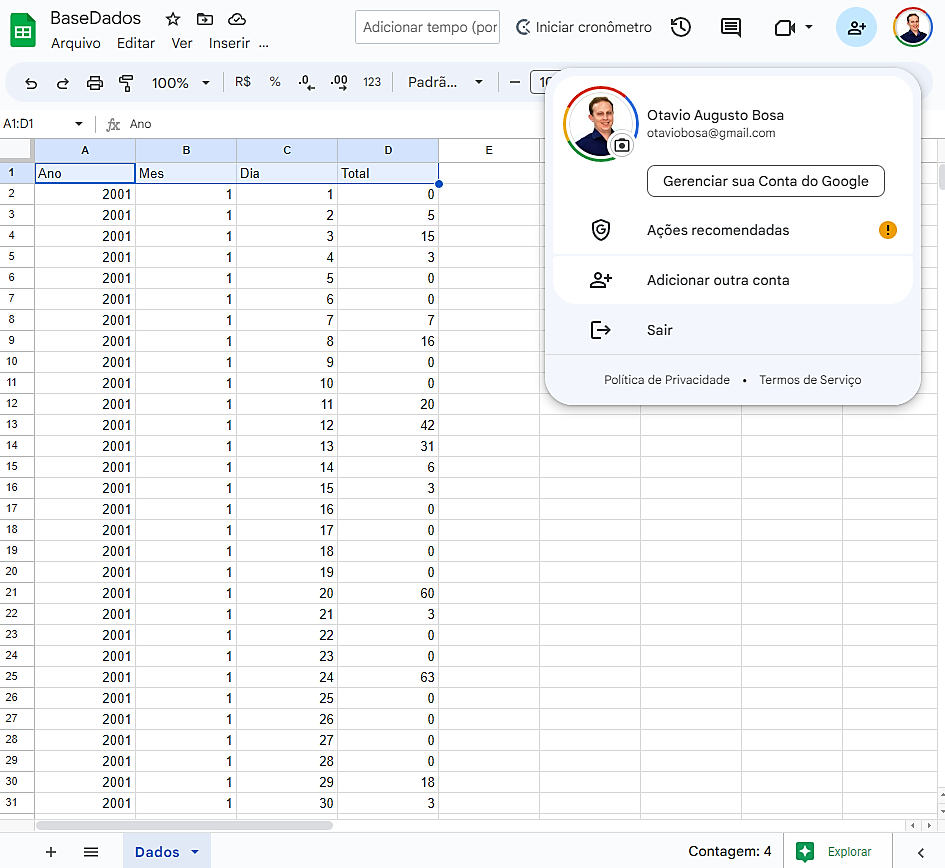 BaseDados
Arquivo Editar Ver Inserir ...
Adicionar tempo (por
Iniciar cronômetro
100% R$ % .0 .00 123 Padrã... − 10
A1:D1 fx Ano
Otavio Augusto Bosa
otaviobosa@gmail.com
Gerenciar sua Conta do Google
Ações recomendadas
Adicionar outra conta
Sair
Política de Privacidade • Termos de Serviço
A B C D E
1 Ano Mes Dia Total
2 2001 1 1 0
3 2001 1 2 5
4 2001 1 3 15
5 2001 1 4 3
6 2001 1 5 0
7 2001 1 6 0
8 2001 1 7 7
9 2001 1 8 16
10 2001 1 9 0
11 2001 1 10 0
12 2001 1 11 20
13 2001 1 12 42
14 2001 1 13 31
15 2001 1 14 6
16 2001 1 15 3
17 2001 1 16 0
18 2001 1 17 0
19 2001 1 18 0
20 2001 1 19 0
21 2001 1 20 60
22 2001 1 21 3
23 2001 1 22 0
24 2001 1 23 0
25 2001 1 24 63
26 2001 1 25 0
27 2001 1 26 0
28 2001 1 27 0
29 2001 1 28 0
30 2001 1 29 18
31 2001 1 30 3
+ Dados
Contagem: 4
Explorar